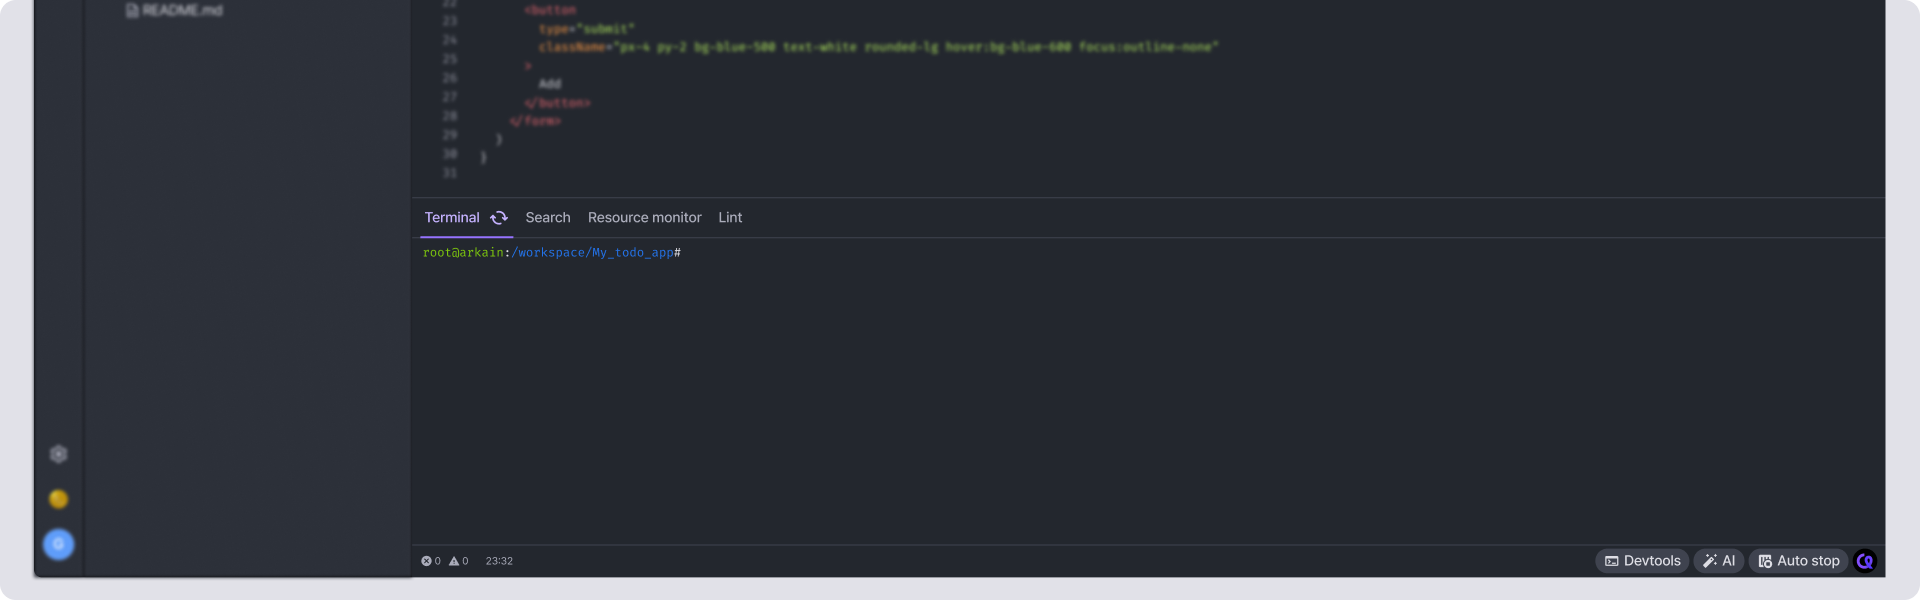 README.md
22
23 <button
24 type="submit"
25 className="px-4 py-2 bg-blue-500 text-white rounded-lg hover:bg-blue-600 focus:outline-none"
26 >
27 Add
28 </button>
29 </form>
30 )
31 }
Terminal Search Resource monitor Lint
root@arkain:/workspace/My_todo_app#
G
0 0 23:32 Devtools AI Auto stop